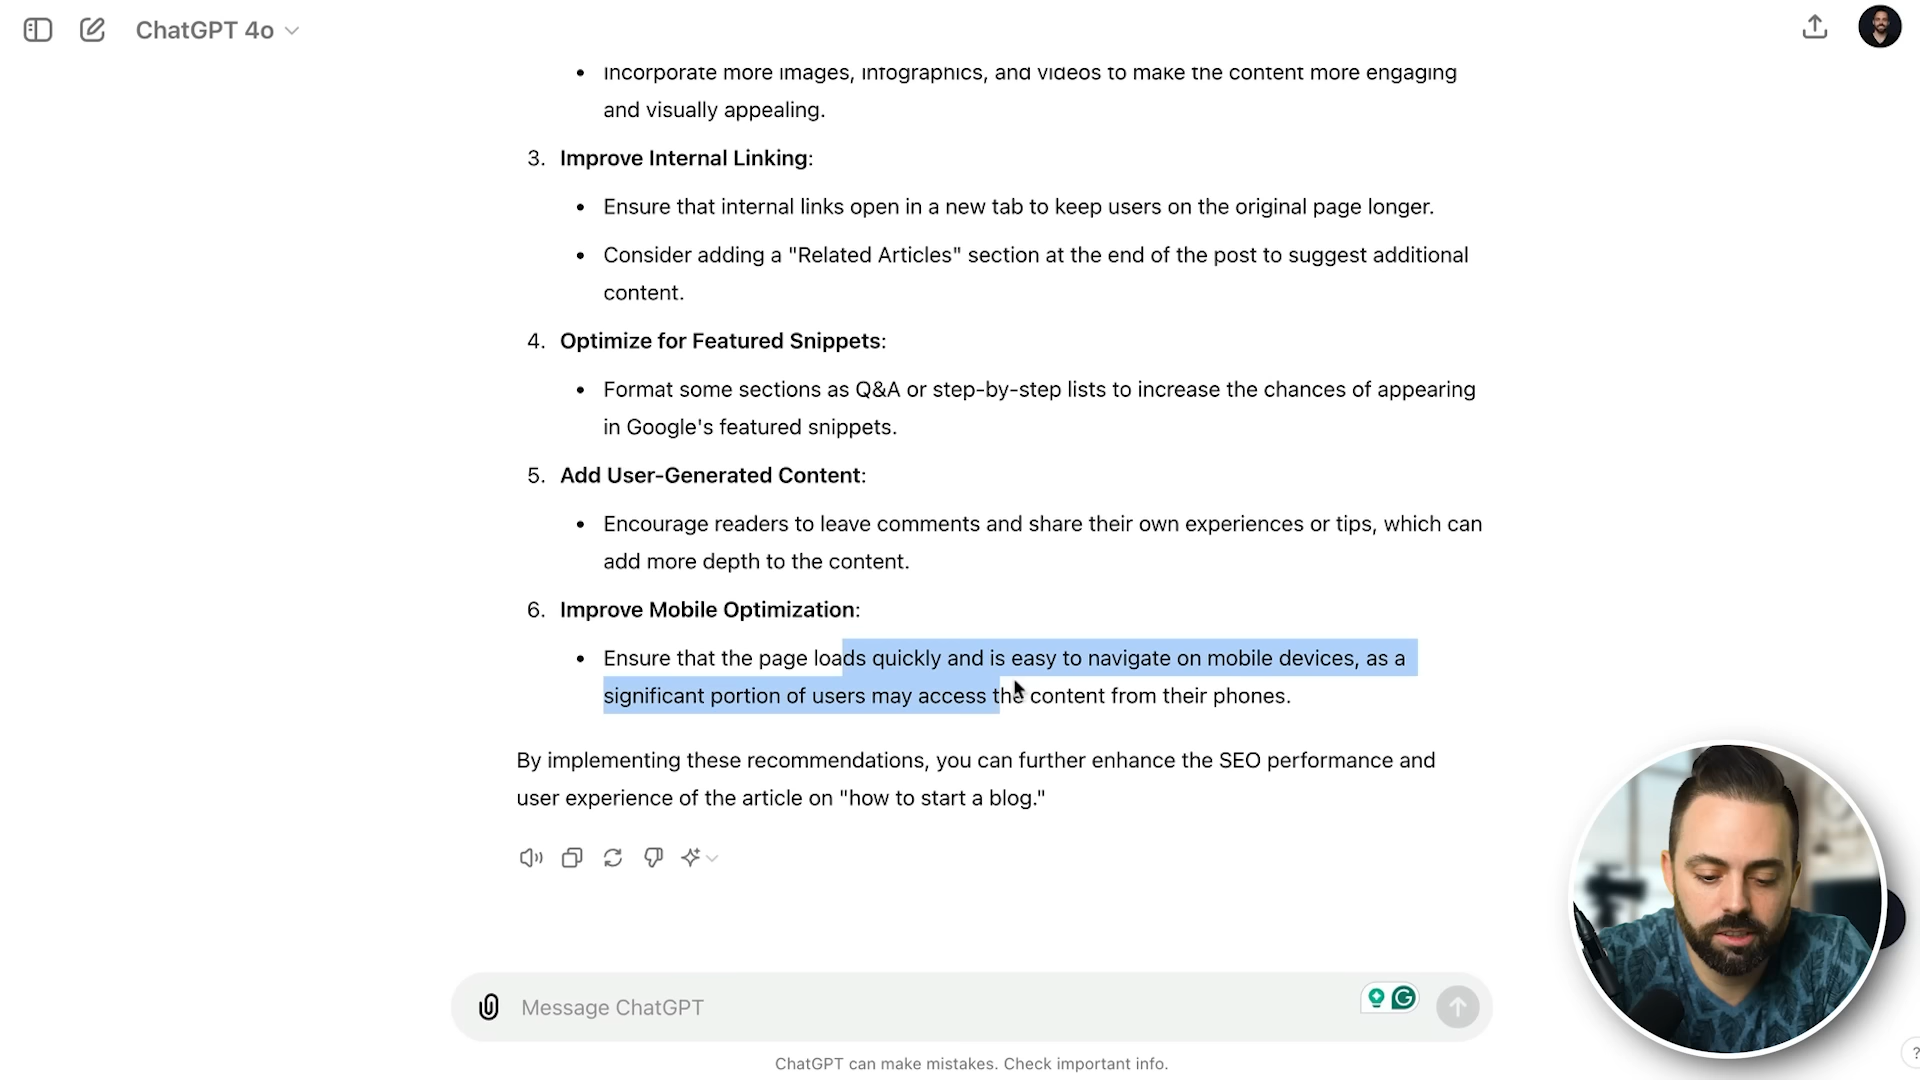 ChatGPT 4o
• Incorporate more images, infographics, and videos to make the content more engaging
and visually appealing.
3. Improve Internal Linking:
• Ensure that internal links open in a new tab to keep users on the original page longer.
• Consider adding a "Related Articles" section at the end of the post to suggest additional
content.
4. Optimize for Featured Snippets:
• Format some sections as Q&A or step-by-step lists to increase the chances of appearing
in Google's featured snippets.
5. Add User-Generated Content:
• Encourage readers to leave comments and share their own experiences or tips, which can
add more depth to the content.
6. Improve Mobile Optimization:
• Ensure that the page loads quickly and is easy to navigate on mobile devices, as a
significant portion of users may access the content from their phones.
By implementing these recommendations, you can further enhance the SEO performance and
user experience of the article on "how to start a blog."
Message ChatGPT
ChatGPT can make mistakes. Check important info.
?